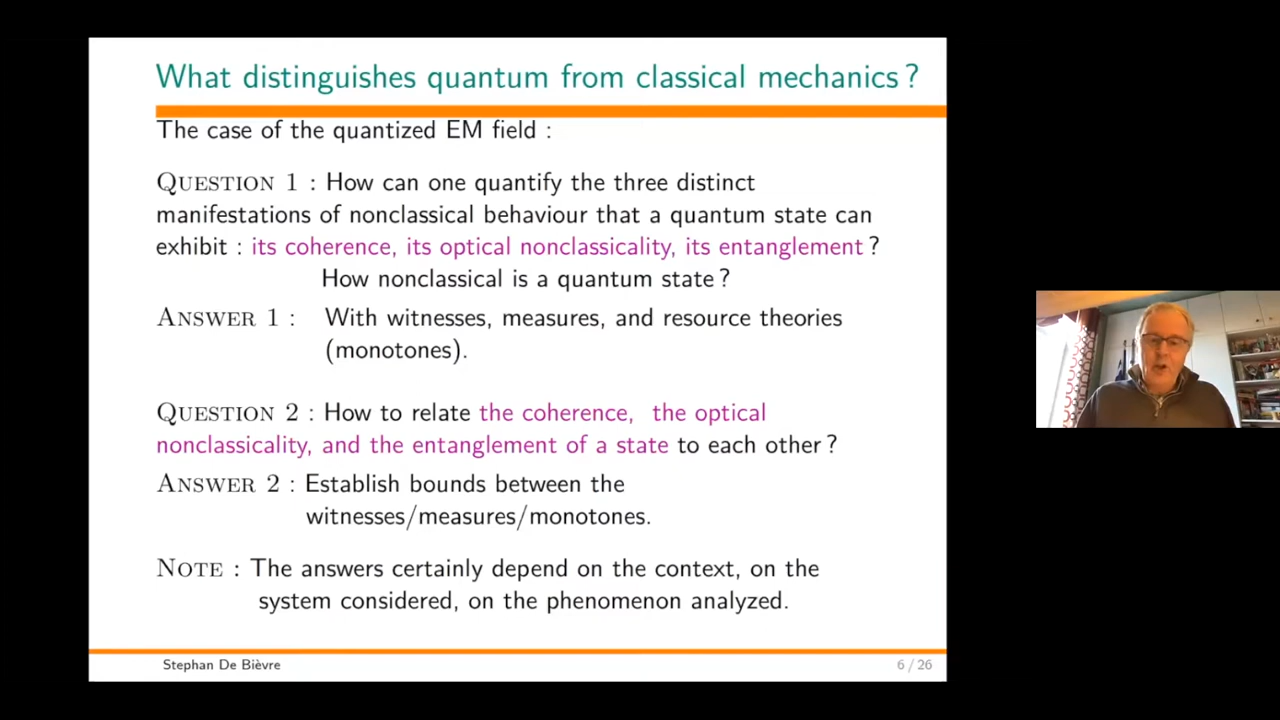 What distinguishes quantum from classical mechanics ?
The case of the quantized EM field :
Question 1 : How can one quantify the three distinct
manifestations of nonclassical behaviour that a quantum state can
exhibit : its coherence, its optical nonclassicality, its entanglement ?
How nonclassical is a quantum state ?
Answer 1 : With witnesses, measures, and resource theories
(monotones).
Question 2 : How to relate the coherence, the optical
nonclassicality, and the entanglement of a state to each other ?
Answer 2 : Establish bounds between the
witnesses/measures/monotones.
Note : The answers certainly depend on the context, on the
system considered, on the phenomenon analyzed.
Stephan De Bièvre
6 / 26